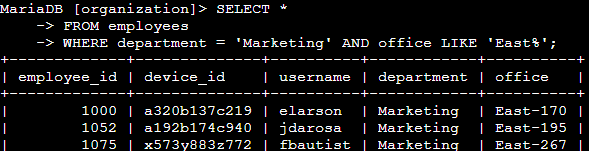 MariaDB [organization]> SELECT *
    -> FROM employees
    -> WHERE department = 'Marketing' AND office LIKE 'East%';
+-------------+--------------+----------+------------+----------+
| employee_id | device_id    | username | department | office   |
+-------------+--------------+----------+------------+----------+
|        1000 | a320b137c219 | elarson  | Marketing  | East-170 |
|        1052 | a192b174c940 | jdarosa  | Marketing  | East-195 |
|        1075 | x573y883z772 | fbautist | Marketing  | East-267 |